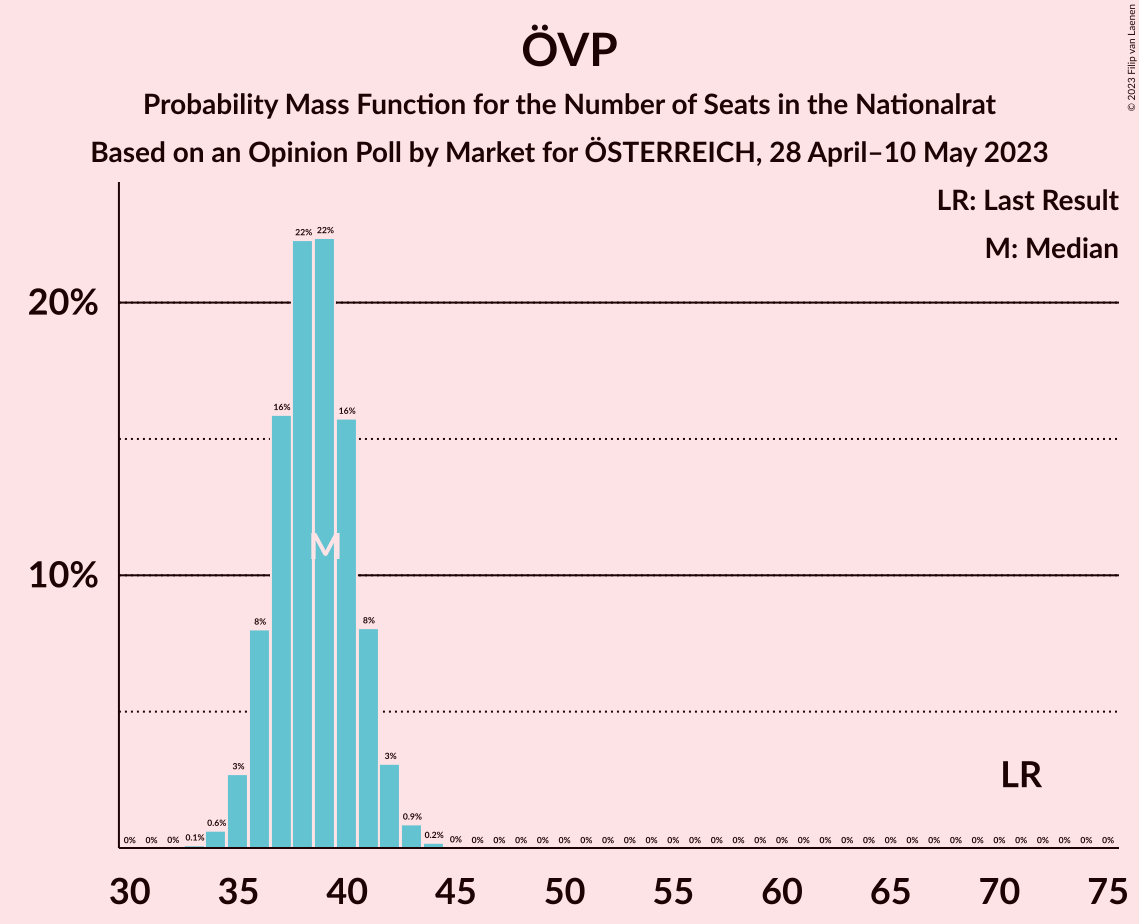 ÖVP
Probability Mass Function for the Number of Seats in the Nationalrat
Based on an Opinion Poll by Market for ÖSTERREICH, 28 April–10 May 2023
© 2023 Filip van Laenen
LR: Last Result
M: Median
20%
10%
0% 0% 0% 0.1% 0.6% 3% 8% 16% 22% 22% 16% 8% 3% 0.9% 0.2% 0% 0% 0% 0% 0% 0% 0% 0% 0% 0% 0% 0% 0% 0% 0% 0% 0% 0% 0% 0% 0% 0% 0% 0% 0% 0% 0% 0% 0% 0% 0%
M
LR
30 35 40 45 50 55 60 65 70 75